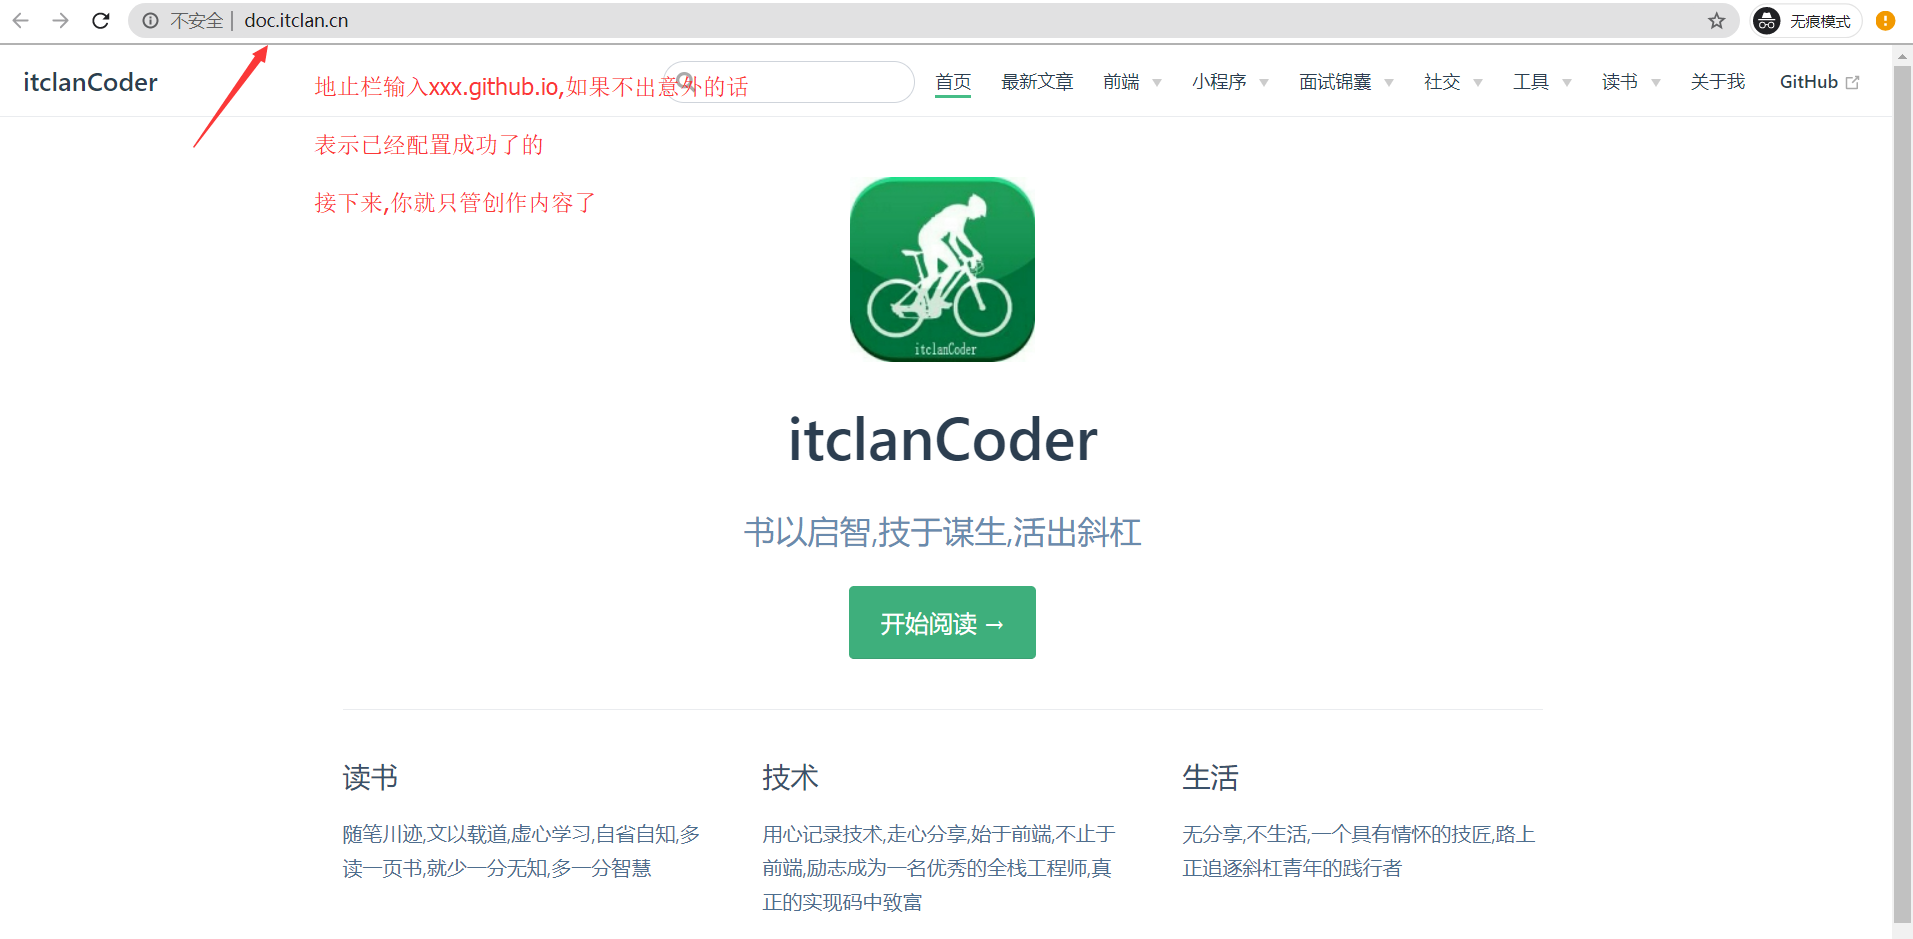 不安全 doc.itclan.cn 无痕模式
itclanCoder
首页 最新文章 前端 小程序 面试锦囊 社交 工具 读书 关于我 GitHub
地止栏输入xxx.github.io,如果不出意外的话
表示已经配置成功了的
接下来,你就只管创作内容了
itclanCoder
itclanCoder
书以启智,技于谋生,活出斜杠
开始阅读 →
读书
随笔川迹,文以载道,虚心学习,自省自知,多
读一页书,就少一分无知,多一分智慧
技术
用心记录技术,走心分享,始于前端,不止于
前端,励志成为一名优秀的全栈工程师,真
正的实现码中致富
生活
无分享,不生活,一个具有情怀的技匠,路上
正追逐斜杠青年的践行者